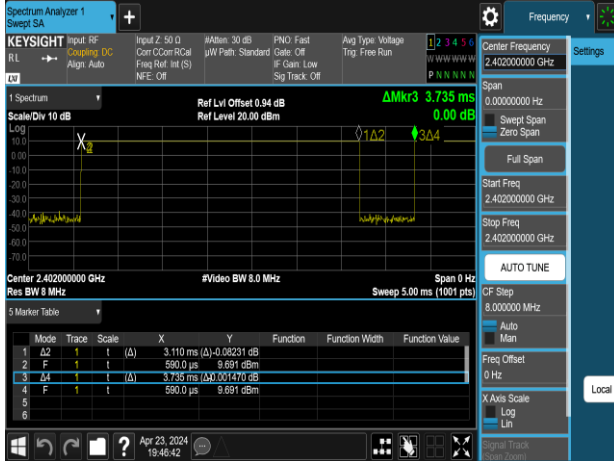 Spectrum Analyzer 1
Swept SA
Frequency
KEYSIGHT Input: RF
RL
Coupling: DC
Align: Auto
Input Z: 50 Ω
Corr CCorr RCal
Freq Ref: Int (S)
NFE: Off
#Atten: 30 dB
µW Path: Standard
PNO: Fast
Gate: Off
IF Gain: Low
Sig Track: Off
Avg Type: Voltage
Trig: Free Run
1 2 3 4 5 6
W W W W W W
P N N N N N
1 Spectrum
Scale/Div 10 dB
Ref Lvl Offset 0.94 dB
Ref Level 20.00 dBm
ΔMkr3 3.735 ms
0.00 dB
Log
10.0
0.00
-10.0
-20.0
-30.0
-40.0
-50.0
-60.0
-70.0
1Δ2
3Δ4
Center 2.402000000 GHz
Res BW 8 MHz
#Video BW 8.0 MHz
Span 0 Hz
Sweep 5.00 ms (1001 pts)
5 Marker Table
Mode Trace Scale X Y Function Function Width Function Value
1 Δ2 1 t (Δ) 3.110 ms (Δ) -0.08231 dB
2 F 1 t 590.0 µs 9.691 dBm
3 Δ4 1 t (Δ) 3.735 ms (Δ) 0.001470 dB
4 F 1 t 590.0 µs 9.691 dBm
5
6
Apr 23, 2024
19:46:42
Center Frequency
2.402000000 GHz
Settings
Span
0.00000000 Hz
Swept Span
Zero Span
Full Span
Start Freq
2.402000000 GHz
Stop Freq
2.402000000 GHz
AUTO TUNE
CF Step
8.000000 MHz
Auto
Man
Freq Offset
0 Hz
Local
X Axis Scale
Log
Lin
Signal Track
(Span Zoom)